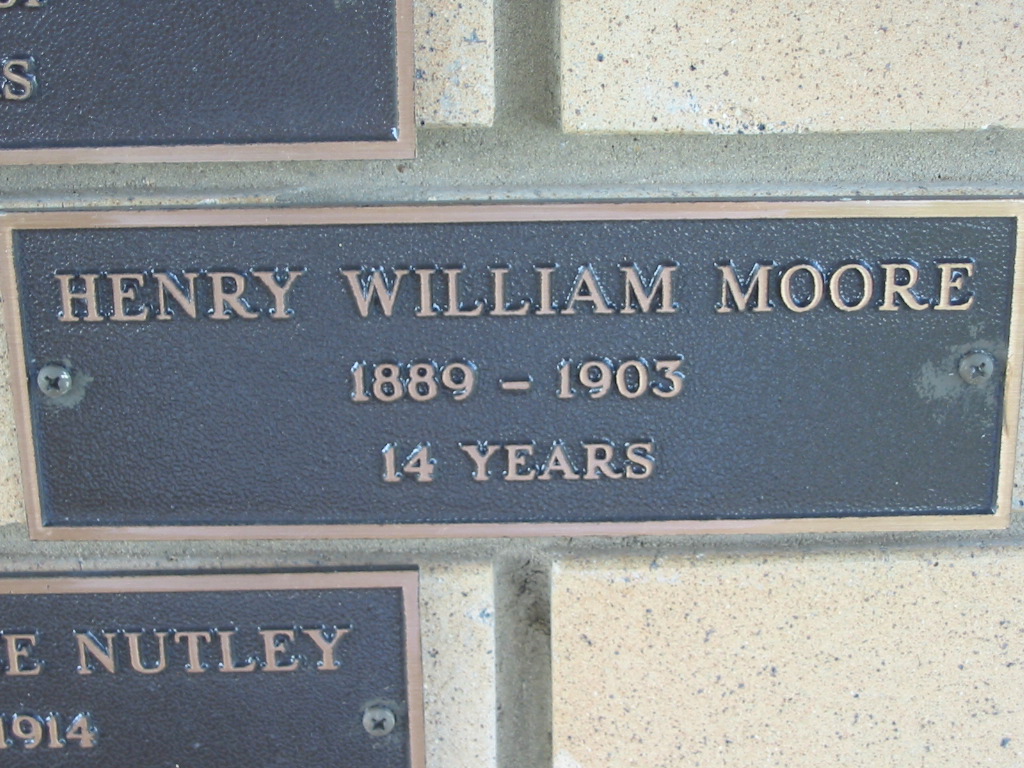 S
HENRY WILLIAM MOORE
1889 – 1903
14 YEARS
E NUTLEY
1914